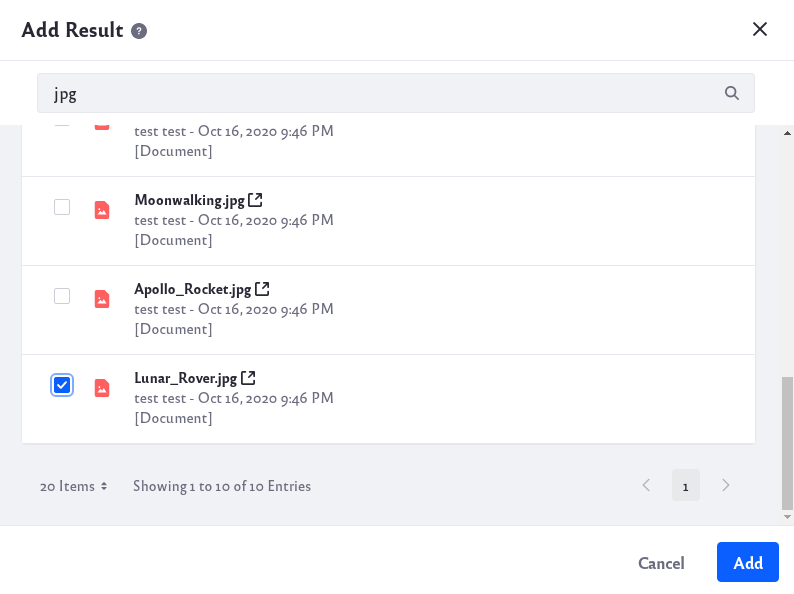 Add Result ?
jpg
test test - Oct 16, 2020 9:46 PM
[Document]
Moonwalking.jpg
test test - Oct 16, 2020 9:46 PM
[Document]
Apollo_Rocket.jpg
test test - Oct 16, 2020 9:46 PM
[Document]
Lunar_Rover.jpg
test test - Oct 16, 2020 9:46 PM
[Document]
20 Items Showing 1 to 10 of 10 Entries 1
Cancel Add